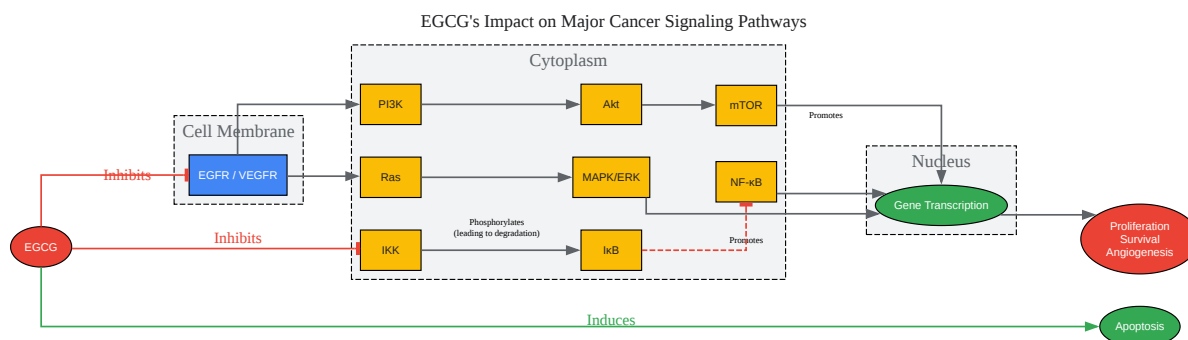 EGCG's Impact on Major Cancer Signaling Pathways
Cytoplasm
PI3K
Akt
mTOR
Promotes
Cell Membrane
EGFR / VEGFR
Inhibits
Ras
MAPK/ERK
NF-κB
Nucleus
Gene Transcription
Phosphorylates
(leading to degradation)
Promotes
EGCG
Inhibits
IKK
IκB
Proliferation
Survival
Angiogenesis
Induces
Apoptosis